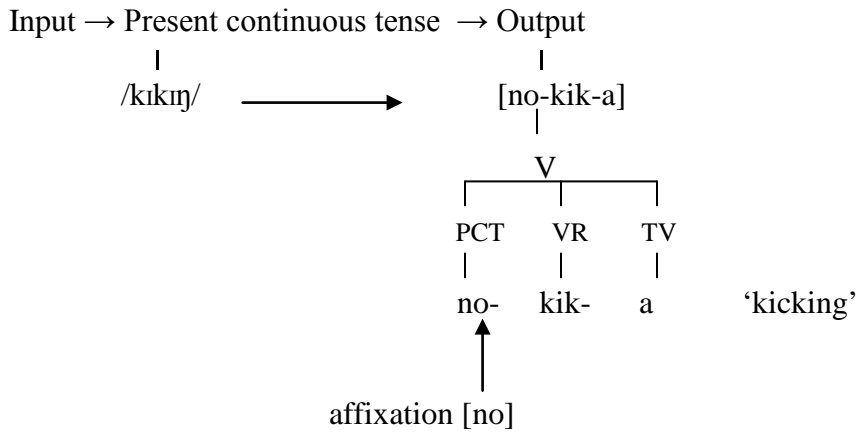 Input → Present continuous tense → Output
/kɪkɪŋ/ [no-kik-a]
V
PCT VR TV
no- kik- a ‘kicking’
affixation [no]